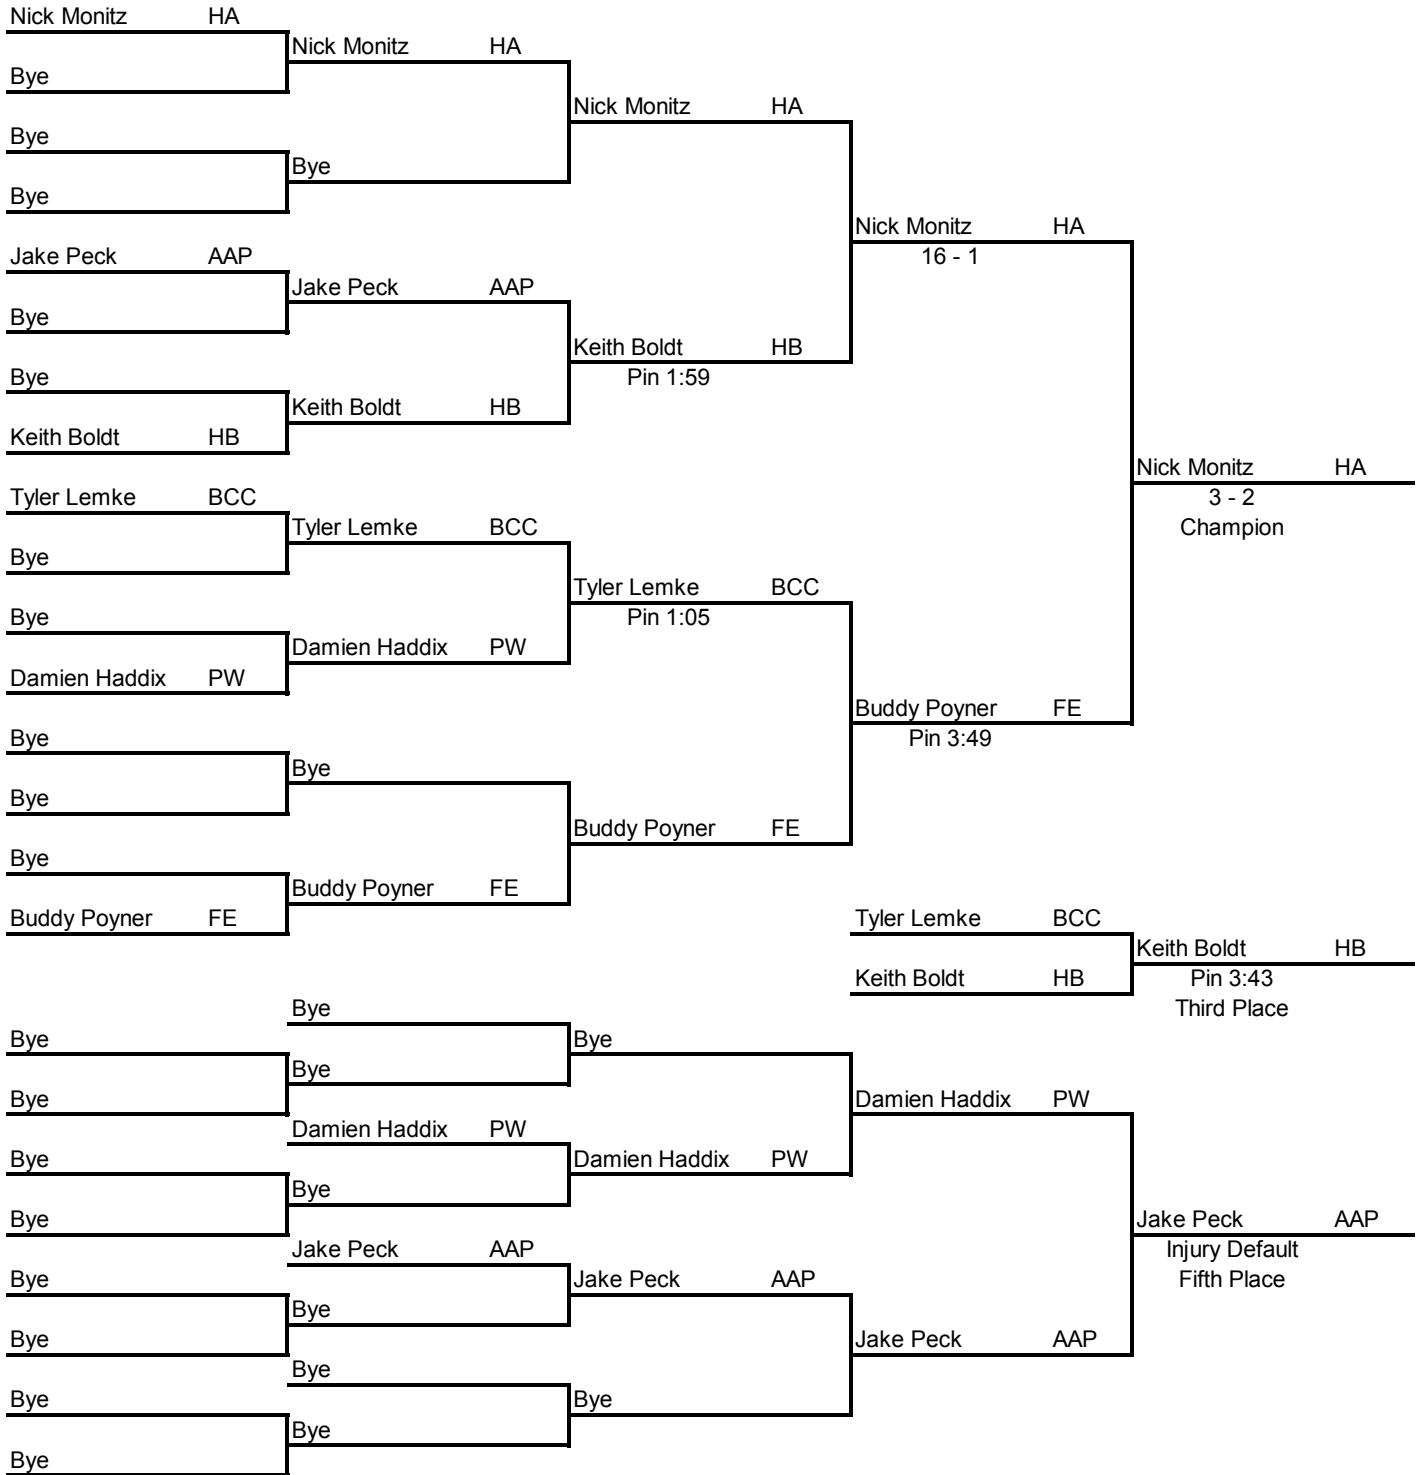 Nick Monitz HA
Nick Monitz HA
Bye
Nick Monitz HA
Bye
Bye
Bye
Nick Monitz HA
Jake Peck AAP
16 - 1
Jake Peck AAP
Bye
Keith Boldt HB
Bye
Pin 1:59
Keith Boldt HB
Keith Boldt HB
Nick Monitz HA
Tyler Lemke BCC
3 - 2
Tyler Lemke BCC
Champion
Bye
Tyler Lemke BCC
Bye
Pin 1:05
Damien Haddix PW
Damien Haddix PW
Buddy Poyner FE
Bye
Pin 3:49
Bye
Bye
Buddy Poyner FE
Bye
Buddy Poyner FE
Buddy Poyner FE
Tyler Lemke BCC
Keith Boldt HB
Keith Boldt HB
Pin 3:43
Third Place
Bye
Bye
Bye
Bye
Bye
Damien Haddix PW
Damien Haddix PW
Bye
Damien Haddix PW
Bye
Bye
Jake Peck AAP
Jake Peck AAP
Injury Default
Fifth Place
Bye
Jake Peck AAP
Bye
Bye
Jake Peck AAP
Bye
Bye
Bye
Bye
Bye